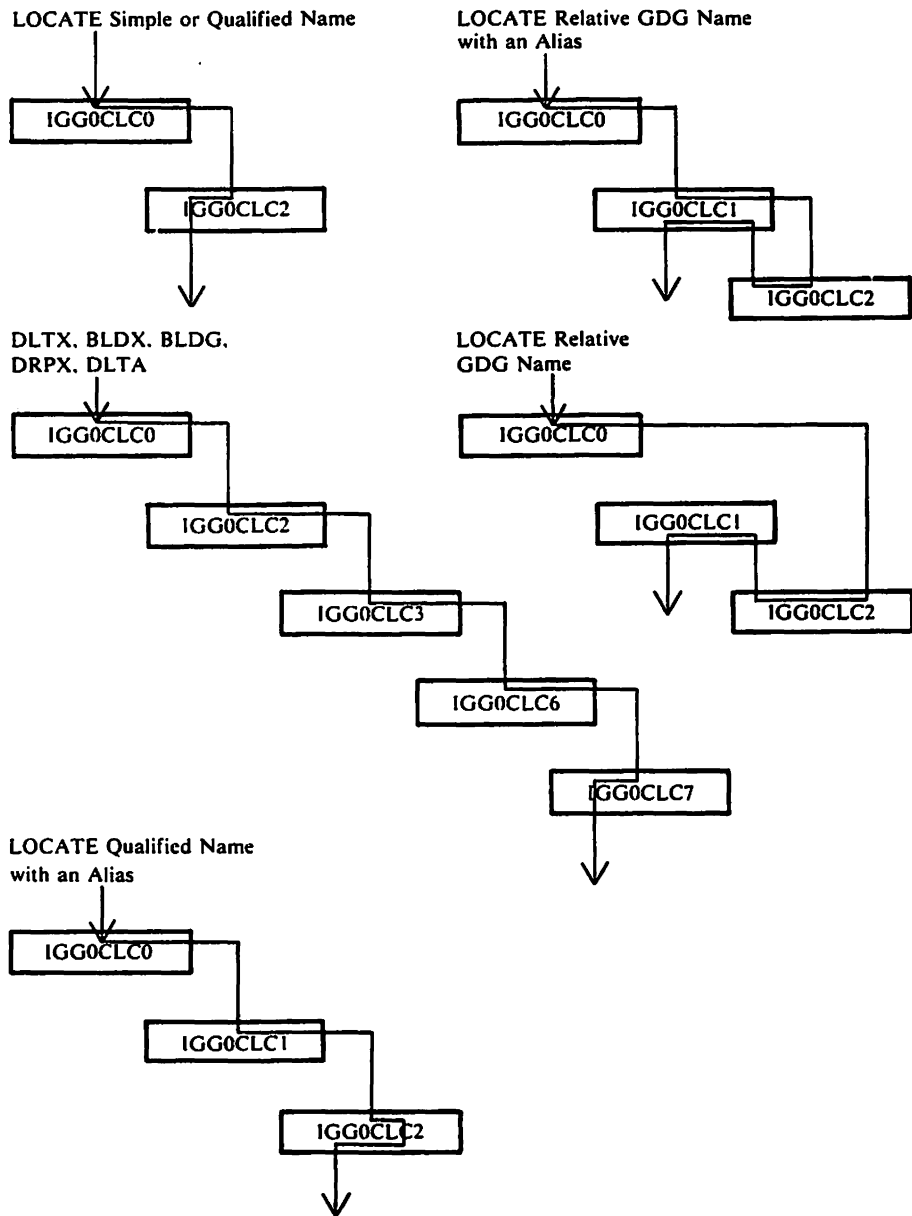 LOCATE Simple or Qualified Name
IGG0CLC0
IGG0CLC2
LOCATE Relative GDG Name
with an Alias
IGG0CLC0
IGG0CLC1
IGG0CLC2
DLTX, BLDX, BLDG,
DRPX, DLTA
IGG0CLC0
IGG0CLC2
IGG0CLC3
IGG0CLC6
IGG0CLC7
LOCATE Relative
GDG Name
IGG0CLC0
IGG0CLC1
IGG0CLC2
LOCATE Qualified Name
with an Alias
IGG0CLC0
IGG0CLC1
IGG0CLC2